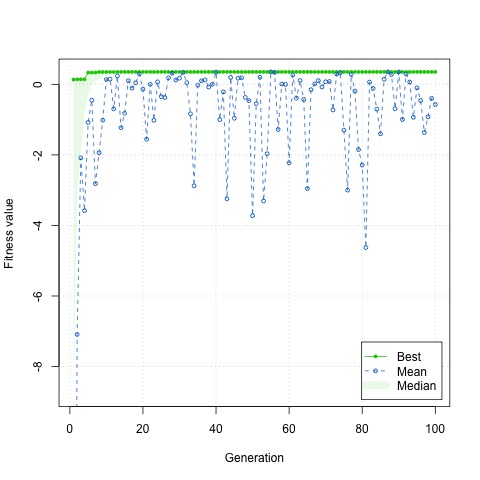 0
-2
-4
-6
-8
Fitness value
Best
Mean
Median
0 20 40 60 80 100
Generation